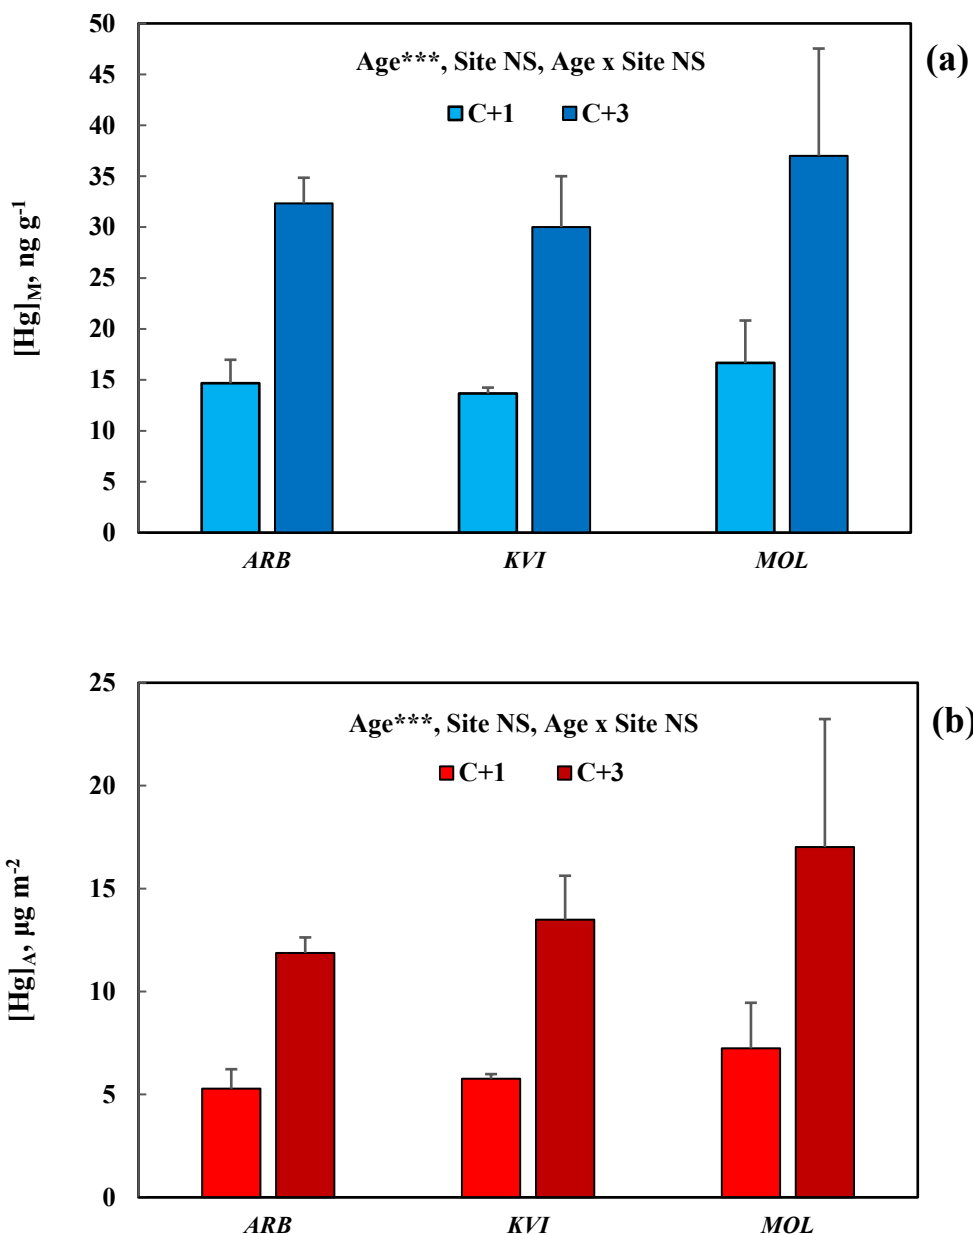 50
(a)
Age***, Site NS, Age x Site NS
45
C+1 C+3
40
35
30
25
20
15
10
5
0
[Hg]M, ng g-1
ARB KVI MOL
25
(b)
Age***, Site NS, Age x Site NS
C+1 C+3
20
15
10
5
0
[Hg]A, µg m-2
ARB KVI MOL